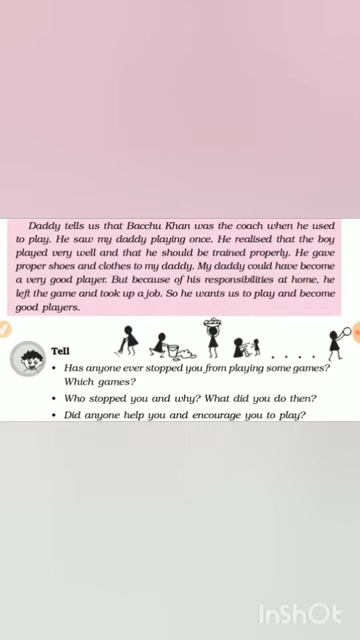 Daddy tells us that Bacchu Khan was the coach when he used
to play. He saw my daddy playing once. He realised that the boy
played very well and that he should be trained properly. He gave
proper shoes and clothes to my daddy. My daddy could have become
a very good player. But because of his responsibilities at home, he
left the game and took up a job. So he wants us to play and become
good players.
Tell
• Has anyone ever stopped you from playing some games?
Which games?
• Who stopped you and why? What did you do then?
• Did anyone help you and encourage you to play?
InShOt